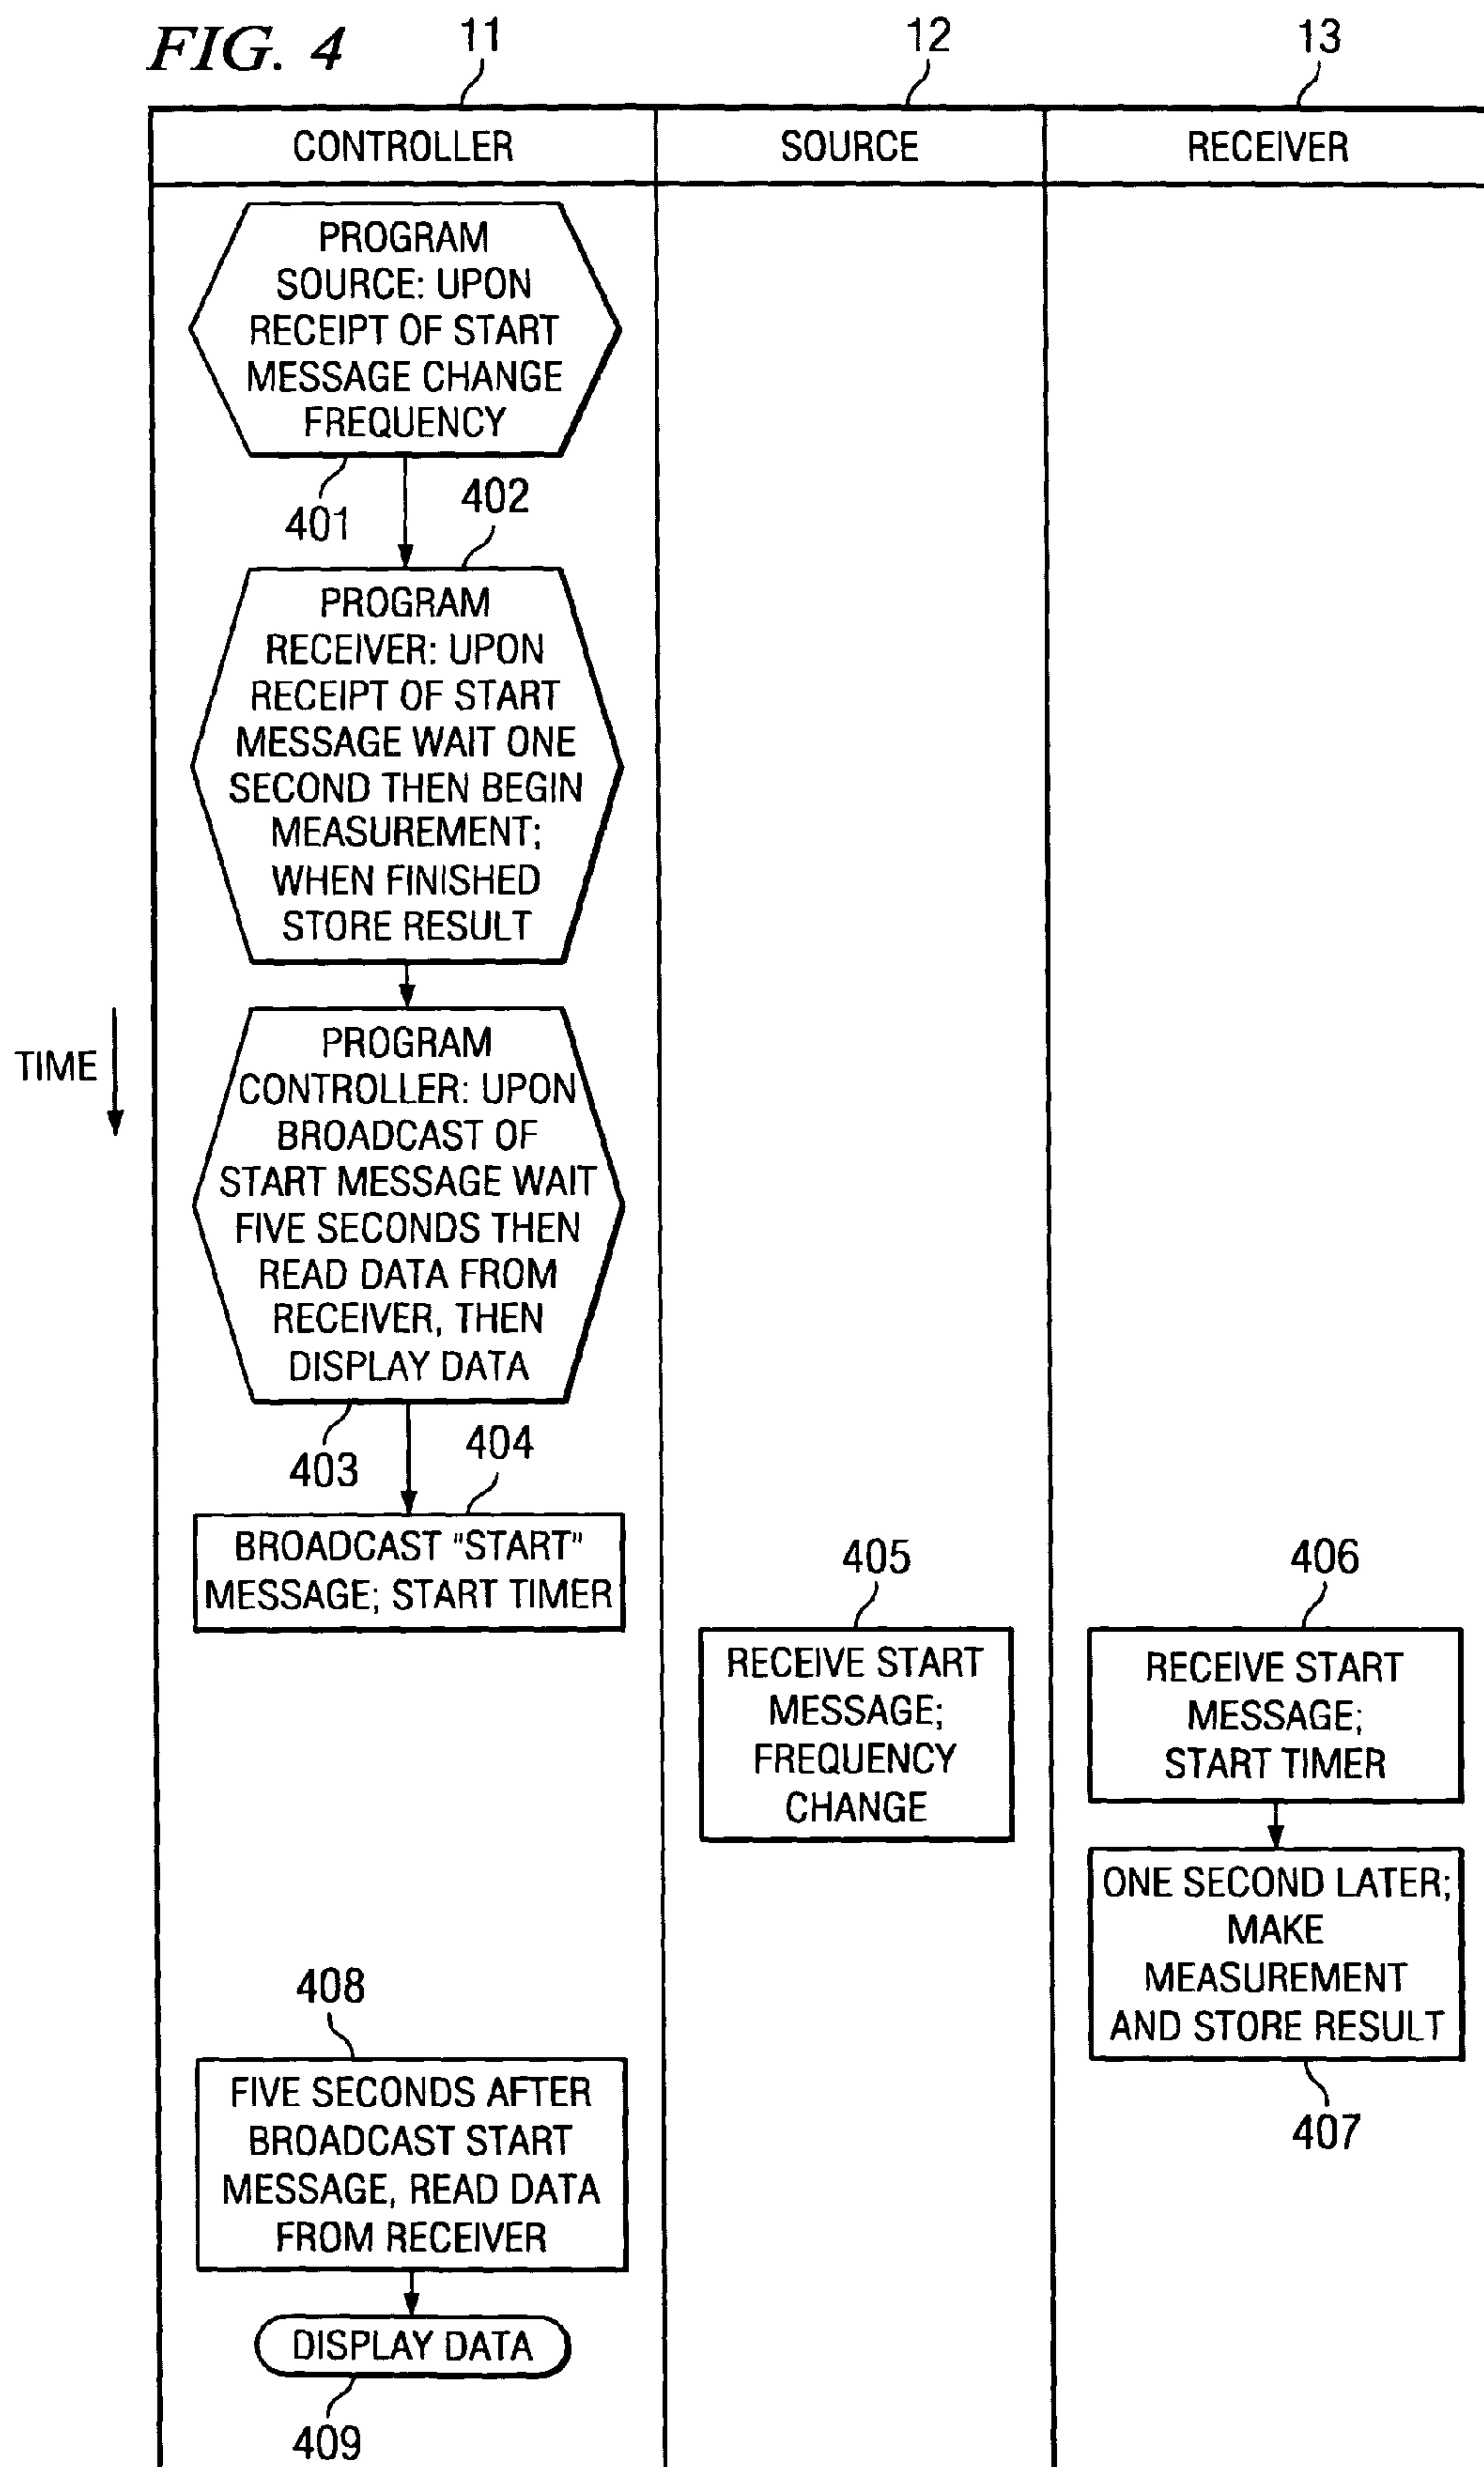 FIG. 4
11
12
13
CONTROLLER
SOURCE
RECEIVER
PROGRAM
SOURCE: UPON
RECEIPT OF START
MESSAGE CHANGE
FREQUENCY
401
402
PROGRAM
RECEIVER: UPON
RECEIPT OF START
MESSAGE WAIT ONE
SECOND THEN BEGIN
MEASUREMENT;
WHEN FINISHED
STORE RESULT
TIME
PROGRAM
CONTROLLER: UPON
BROADCAST OF
START MESSAGE WAIT
FIVE SECONDS THEN
READ DATA FROM
RECEIVER, THEN
DISPLAY DATA
403
404
BROADCAST "START"
MESSAGE; START TIMER
405
RECEIVE START
MESSAGE;
FREQUENCY
CHANGE
406
RECEIVE START
MESSAGE;
START TIMER
ONE SECOND LATER;
MAKE
MEASUREMENT
AND STORE RESULT
407
408
FIVE SECONDS AFTER
BROADCAST START
MESSAGE, READ DATA
FROM RECEIVER
DISPLAY DATA
409